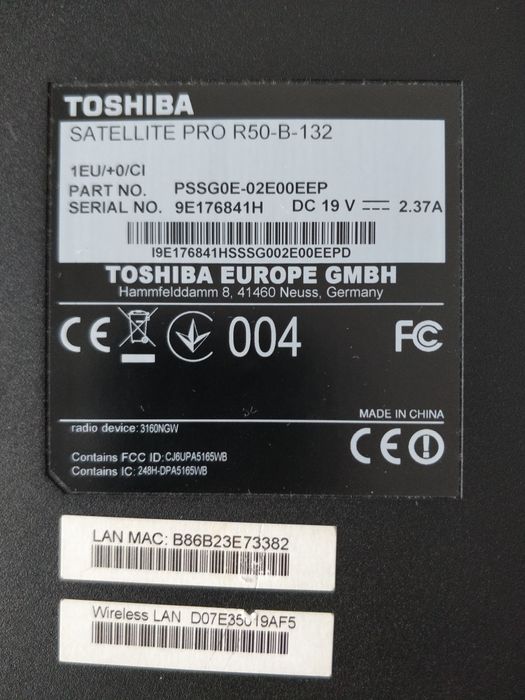 TOSHIBA
SATELLITE PRO R50-B-132
1EU/+0/CI
PART NO. PSSG0E-02E00EEP
SERIAL NO. 9E176841H DC 19 V 2.37A
I9E176841HSSSG002E00EEPD
TOSHIBA EUROPE GMBH
Hammfelddamm 8, 41460 Neuss, Germany
CE 004 FC
MADE IN CHINA
radio device: 3160NGW
CE
Contains FCC ID: CJ6UPA5165WB
Contains IC: 248H-DPA5165WB
LAN MAC: B86B23E73382
Wireless LAN